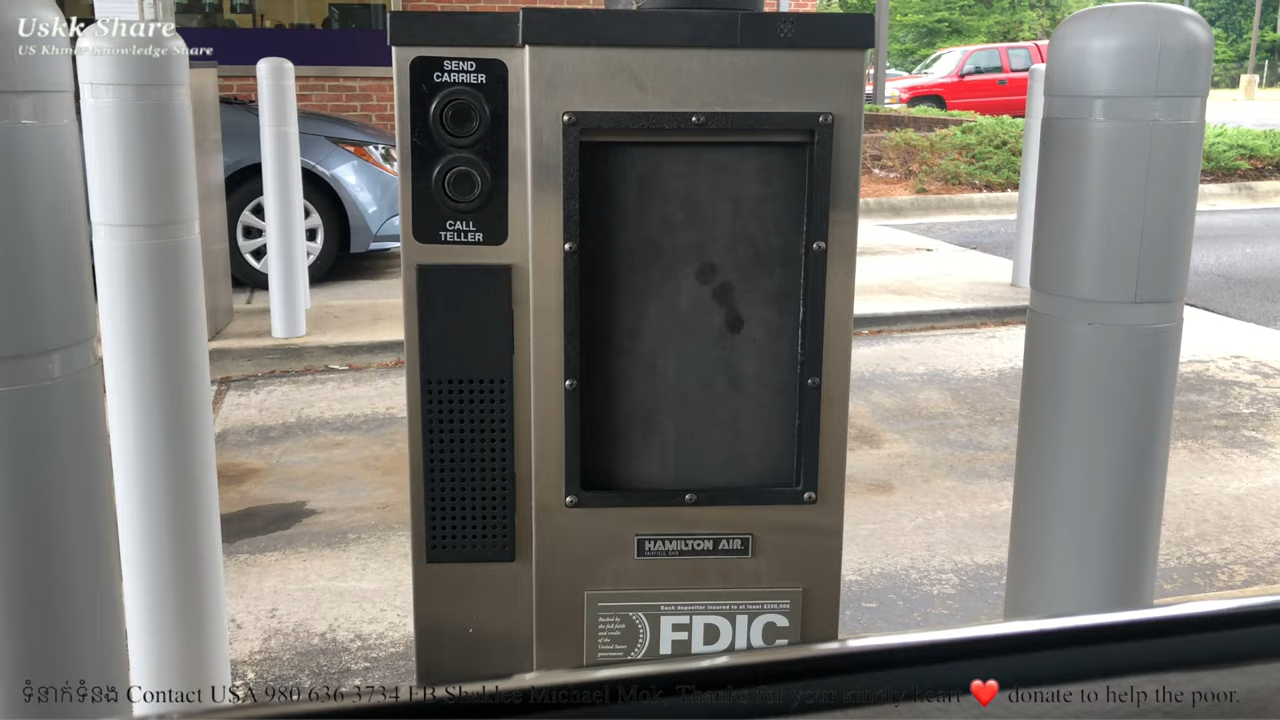 Uskk Share
US Khmer Knowledge Share
SEND
CARRIER
CALL
TELLER
HAMILTON AIR.
FAIRFIELD, OHIO
Each depositor insured to at least $250,000
Backed by
the full faith
and credit
of the
United States
government
FDIC
ទំនាក់ទំនង Contact USA 980 636 3734 FB Shaklee Michael Mok, Thanks for your kindly heart ❤️ donate to help the poor.